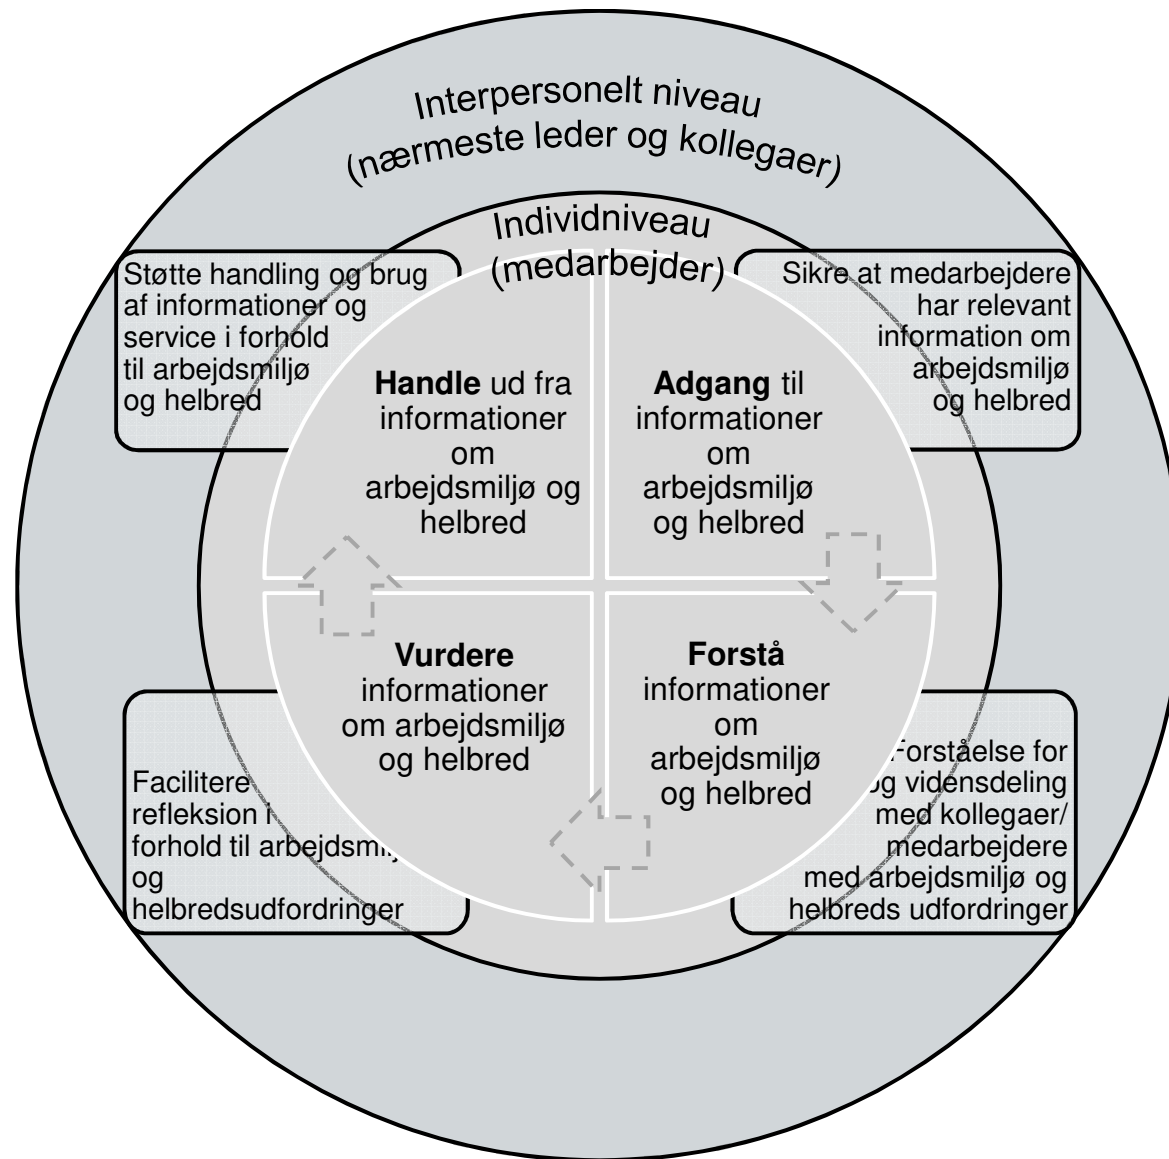 Interpersonelt niveau
(nærmeste leder og kollegaer)
Individniveau
(medarbejder)
Støtte handling og brug
af informationer og
service i forhold
til arbejdsmiljø
og helbred
Sikre at medarbejdere
har relevant
information om
arbejdsmiljø
og helbred
Handle ud fra
informationer
om
arbejdsmiljø og
helbred
Adgang til
informationer
om
arbejdsmiljø
og helbred
Vurdere
informationer
om arbejdsmiljø
og helbred
Forstå
informationer
om
arbejdsmiljø
og helbred
Facilitere
refleksion i
forhold til arbejdsmilj
og
helbredsudfordringer
Forståelse for
og vidensdeling
med kollegaer/
medarbejdere
med arbejdsmiljø og
helbreds udfordringer